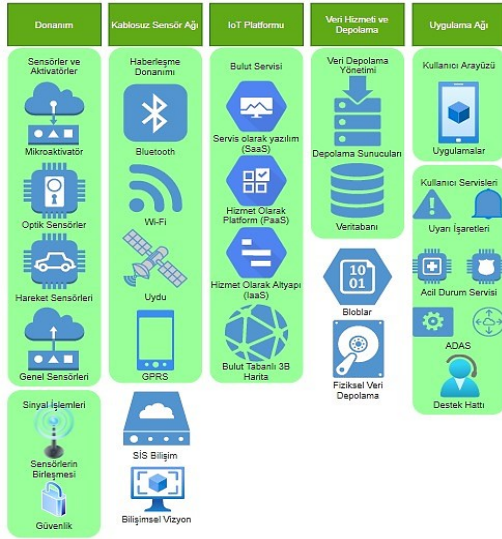 Donanım
Sensörler ve
Aktivatörler
Mikroaktivatör
Optik Sensörler
Hareket Sensörleri
Genel Sensörleri
Sinyal İşlemleri
Sensörlerin
Birleşmesi
Güvenlik
Kablosuz Sensör Ağı
Haberleşme
Donanımı
Bluetooth
Wi-Fi
Uydu
GPRS
SİS Bilişim
Bilişimsel Vizyon
IoT Platformu
Bulut Servisi
Servis olarak yazılım
(SaaS)
Hizmet Olarak
Platform (PaaS)
Hizmet Olarak Altyapı
(IaaS)
Bulut Tabanlı 3B
Harita
Veri Hizmeti ve
Depolama
Veri Depolama
Yönetimi
Depolama Sunucuları
Veritabanı
10
01
Bloblar
Fiziksel Veri
Depolama
Uygulama Ağı
Kullanıcı Arayüzü
Uygulamalar
Kullanıcı Servisleri
Uyarı İşaretleri
Acil Durum Servisi
ADAS
Destek Hattı